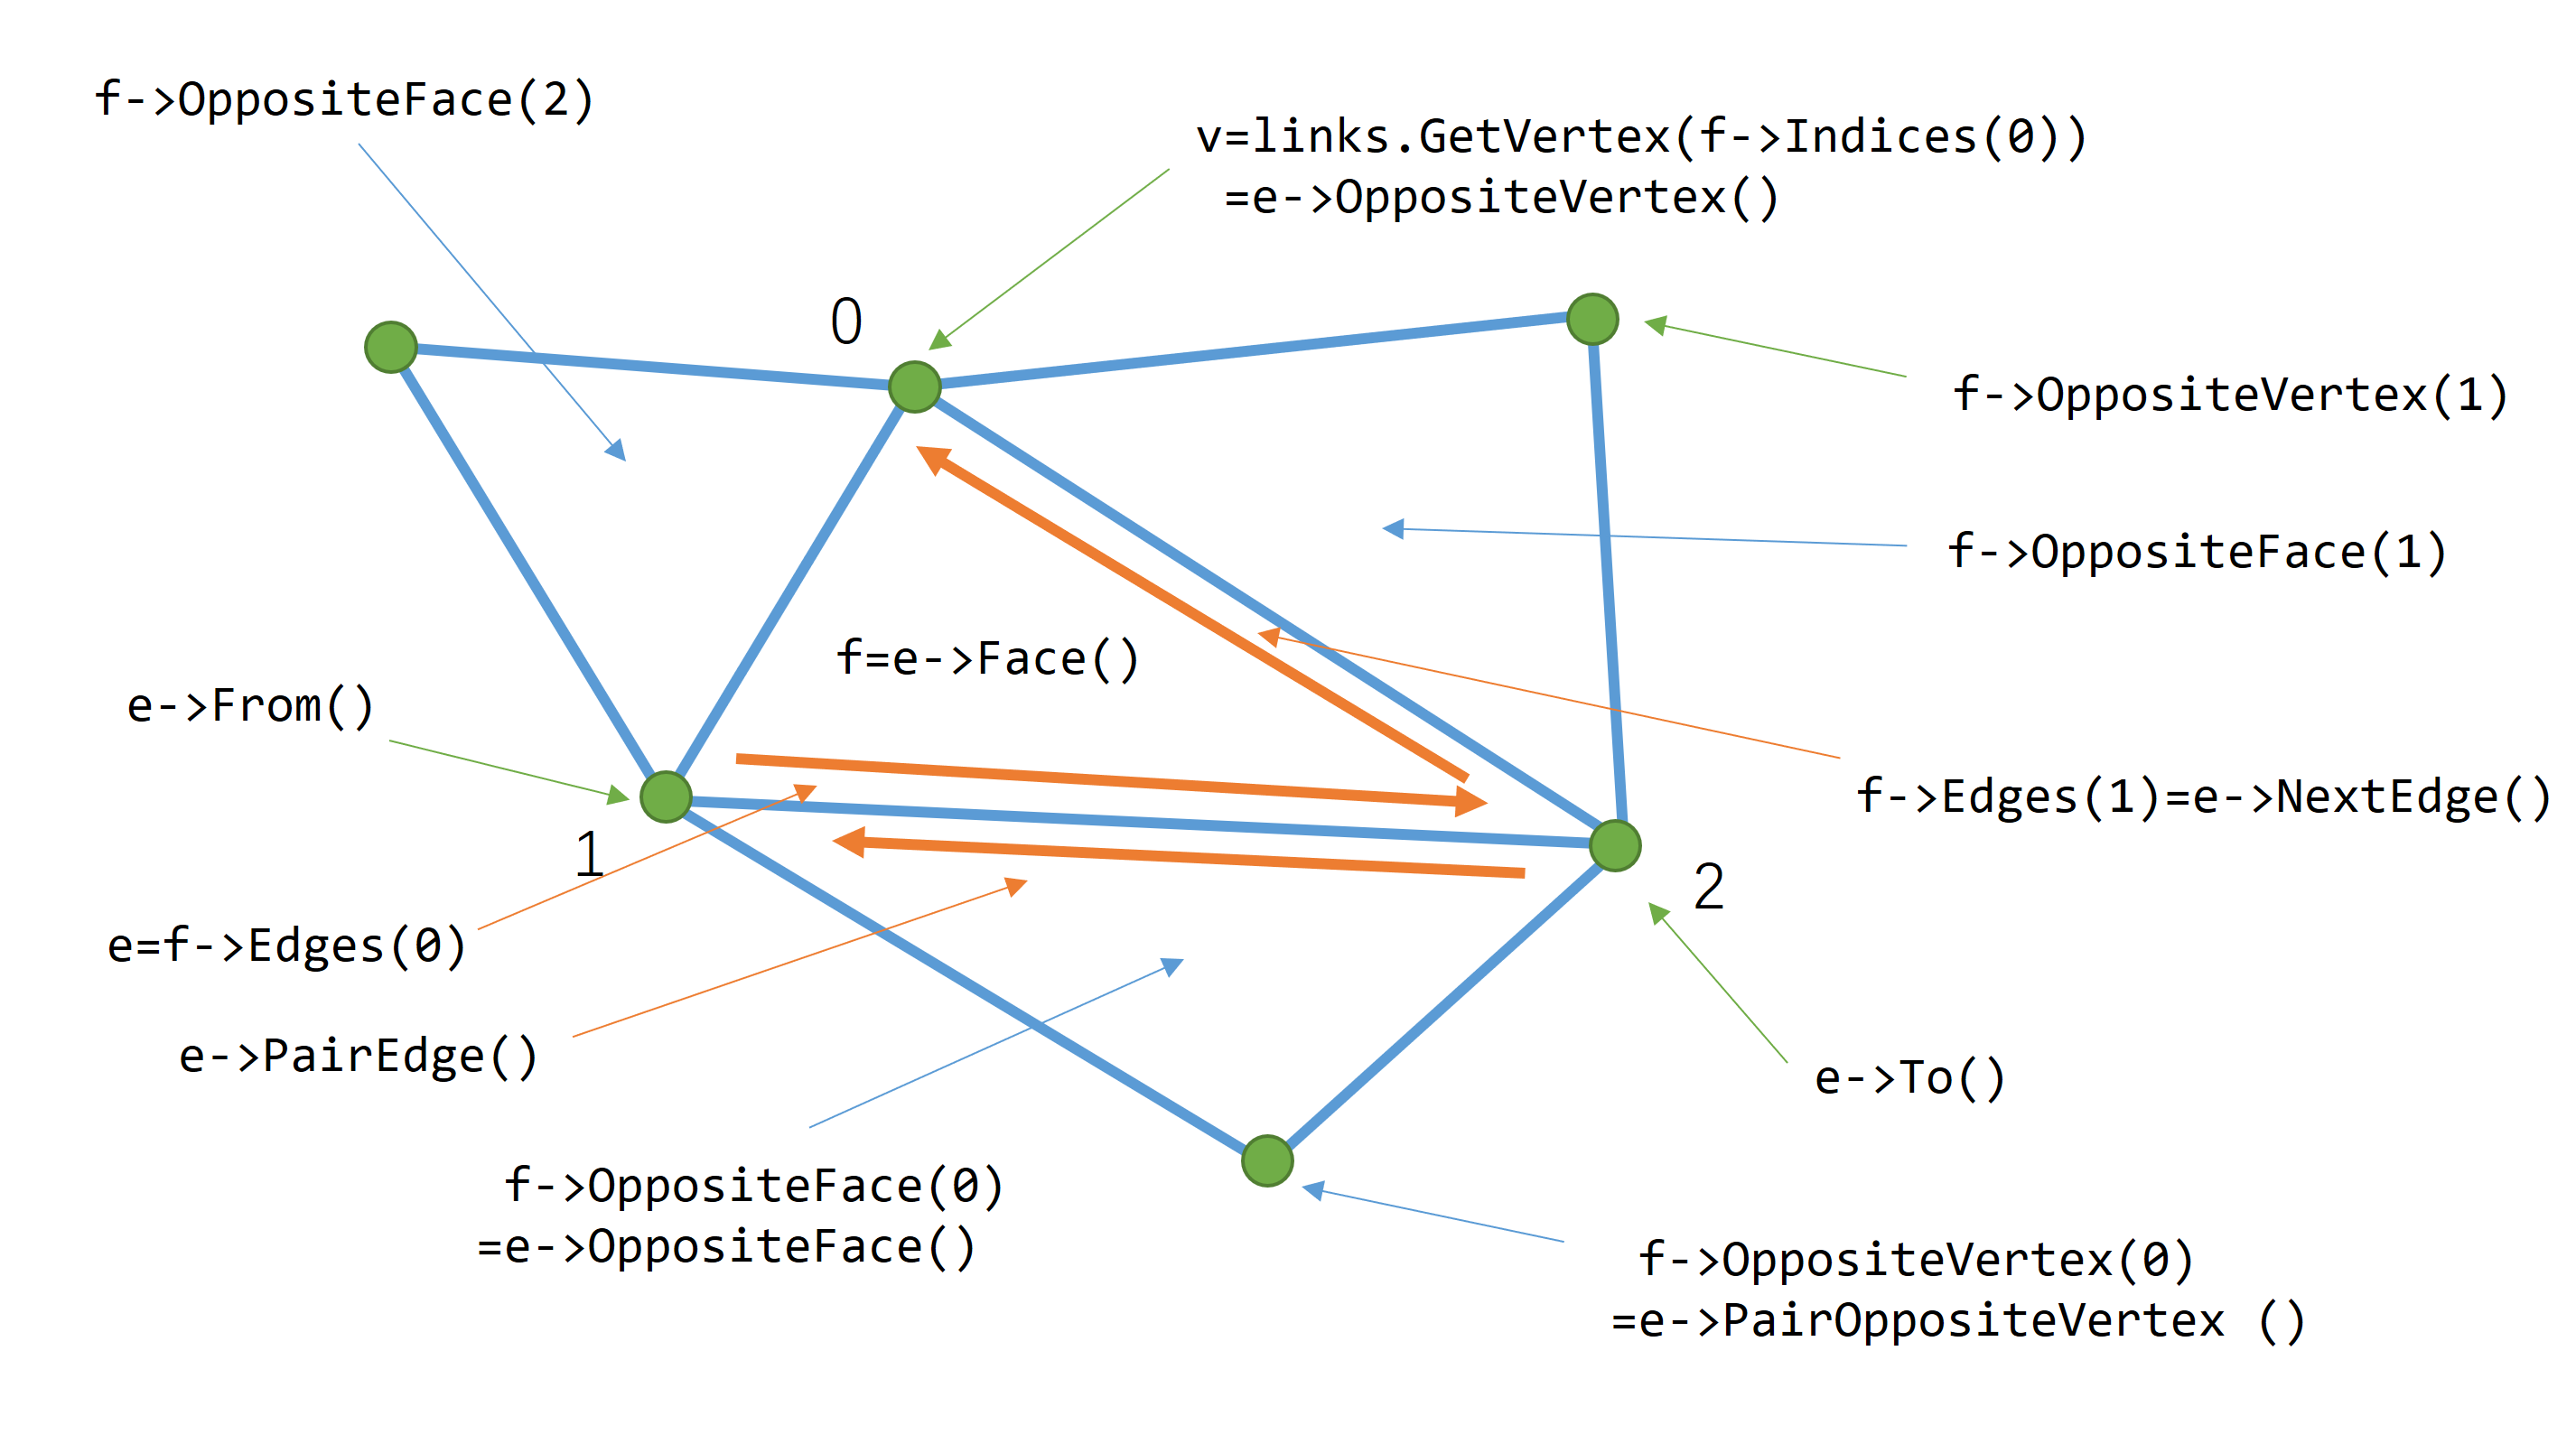 f->OppositeFace(2)
v=links.GetVertex(f->Indices(0))
=e->OppositeVertex()
0
f->OppositeVertex(1)
f->OppositeFace(1)
f=e->Face()
e->From()
f->Edges(1)=e->NextEdge()
1
2
e=f->Edges(0)
e->PairEdge()
e->To()
f->OppositeFace(0)
=e->OppositeFace()
f->OppositeVertex(0)
=e->PairOppositeVertex ()